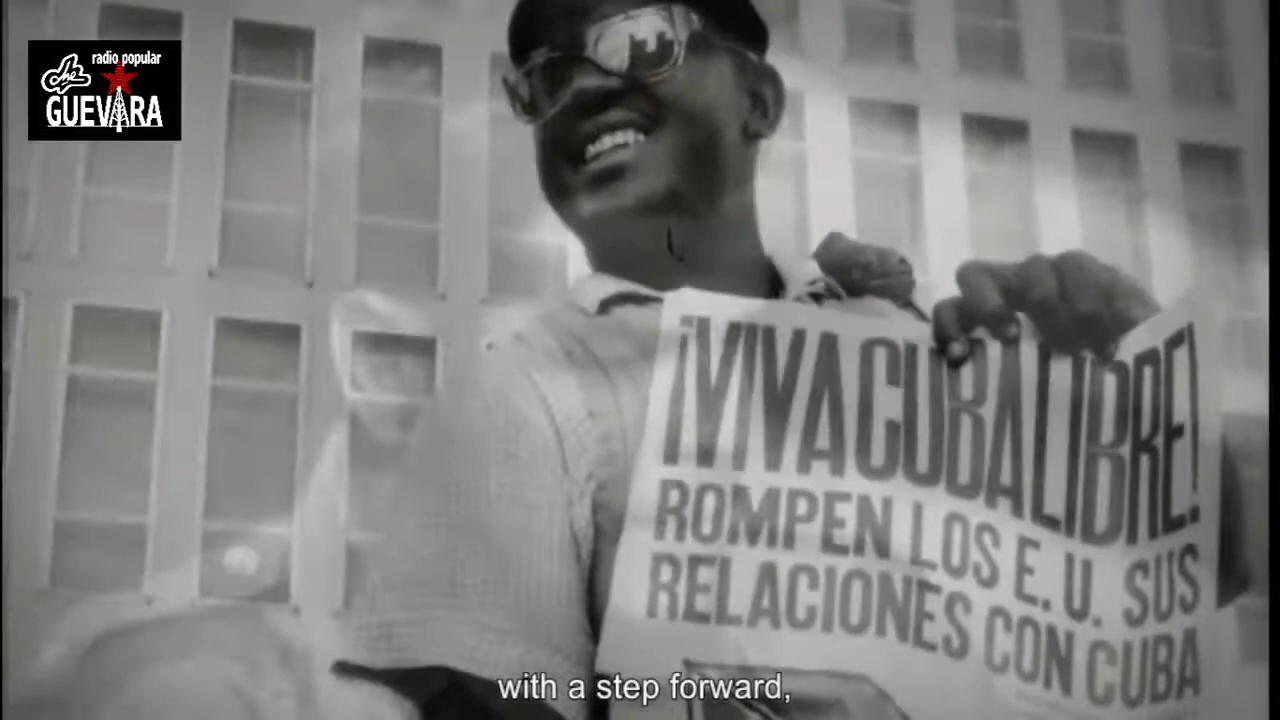 radio popular
Che
GUEVARA
¡VIVA CUBA LIBRE!
ROMPEN LOS E. U. SUS
RELACIONES CON CUBA
with a step forward,